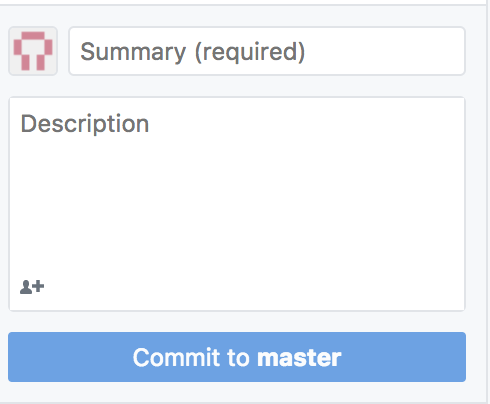 Summary (required)
Description
Commit to master